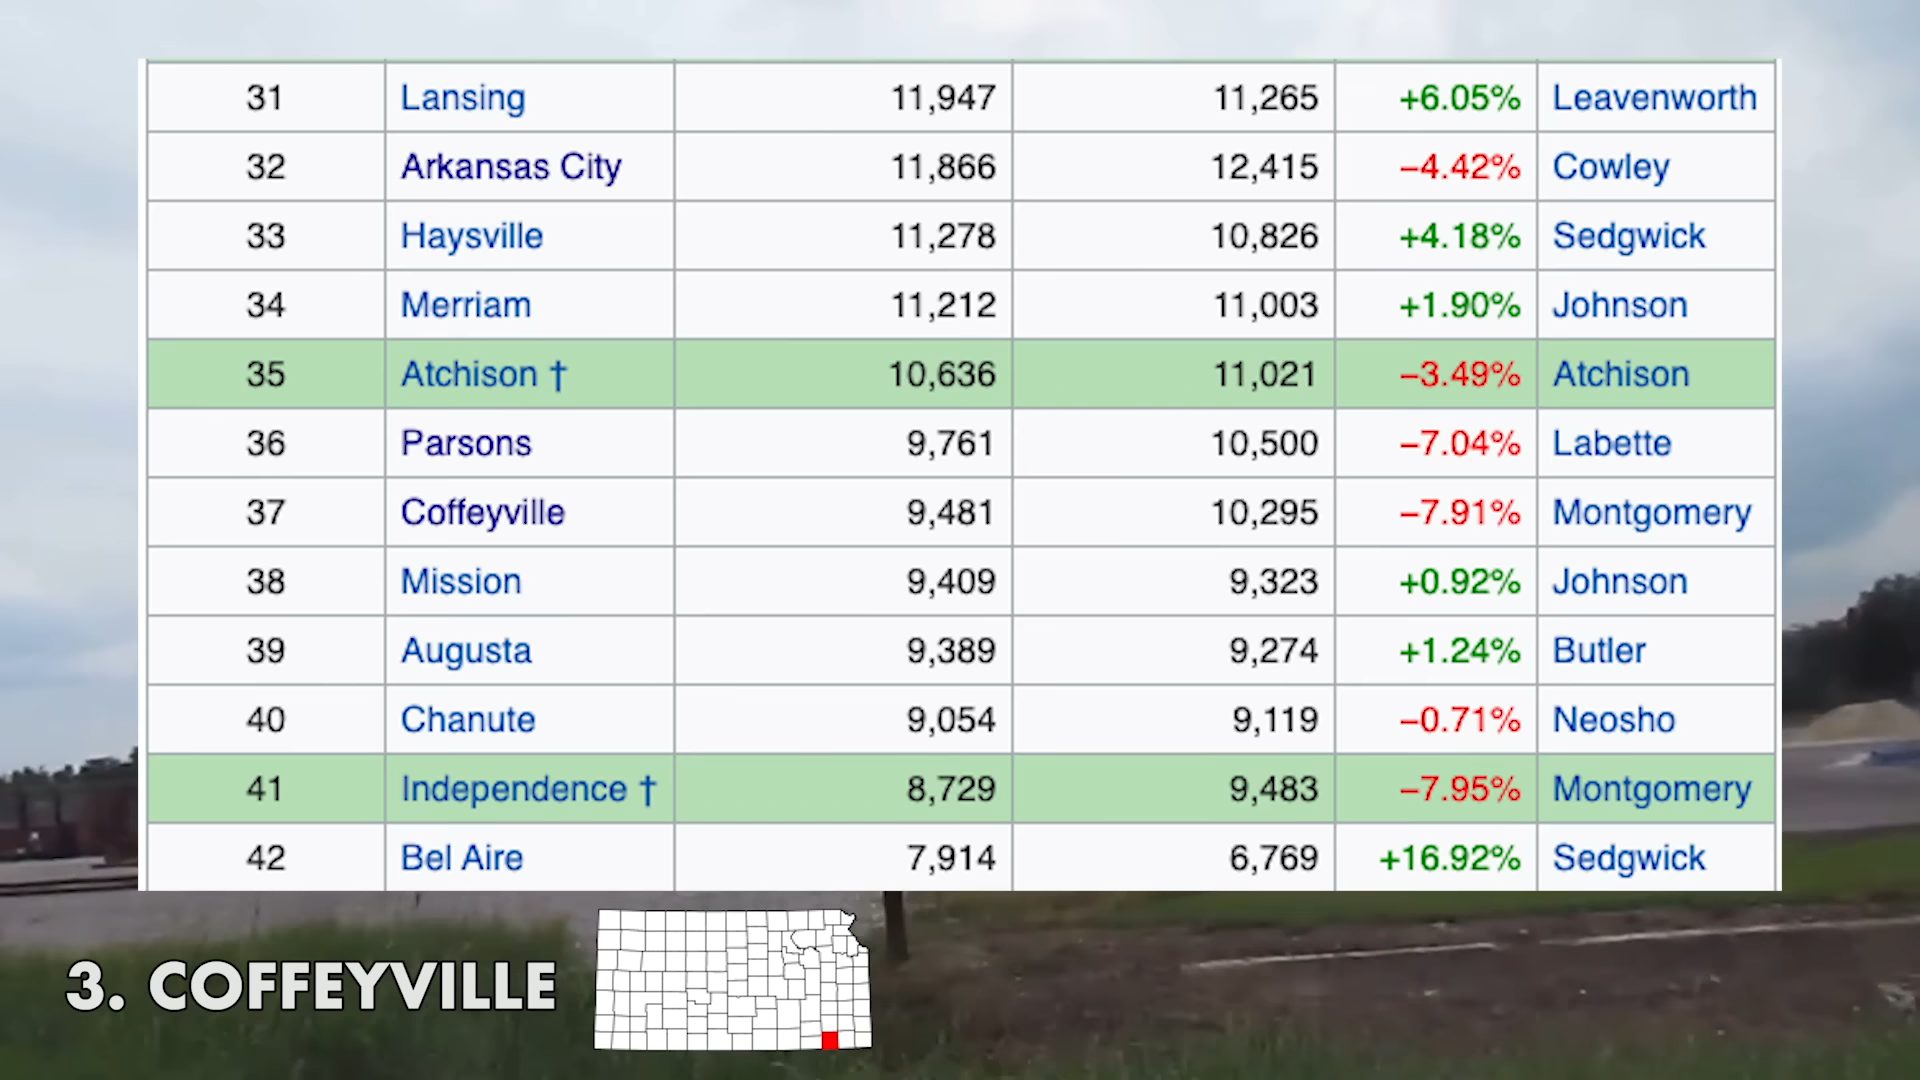 31 Lansing 11,947 11,265 +6.05% Leavenworth
32 Arkansas City 11,866 12,415 −4.42% Cowley
33 Haysville 11,278 10,826 +4.18% Sedgwick
34 Merriam 11,212 11,003 +1.90% Johnson
35 Atchison † 10,636 11,021 −3.49% Atchison
36 Parsons 9,761 10,500 −7.04% Labette
37 Coffeyville 9,481 10,295 −7.91% Montgomery
38 Mission 9,409 9,323 +0.92% Johnson
39 Augusta 9,389 9,274 +1.24% Butler
40 Chanute 9,054 9,119 −0.71% Neosho
41 Independence † 8,729 9,483 −7.95% Montgomery
42 Bel Aire 7,914 6,769 +16.92% Sedgwick
3. COFFEYVILLE